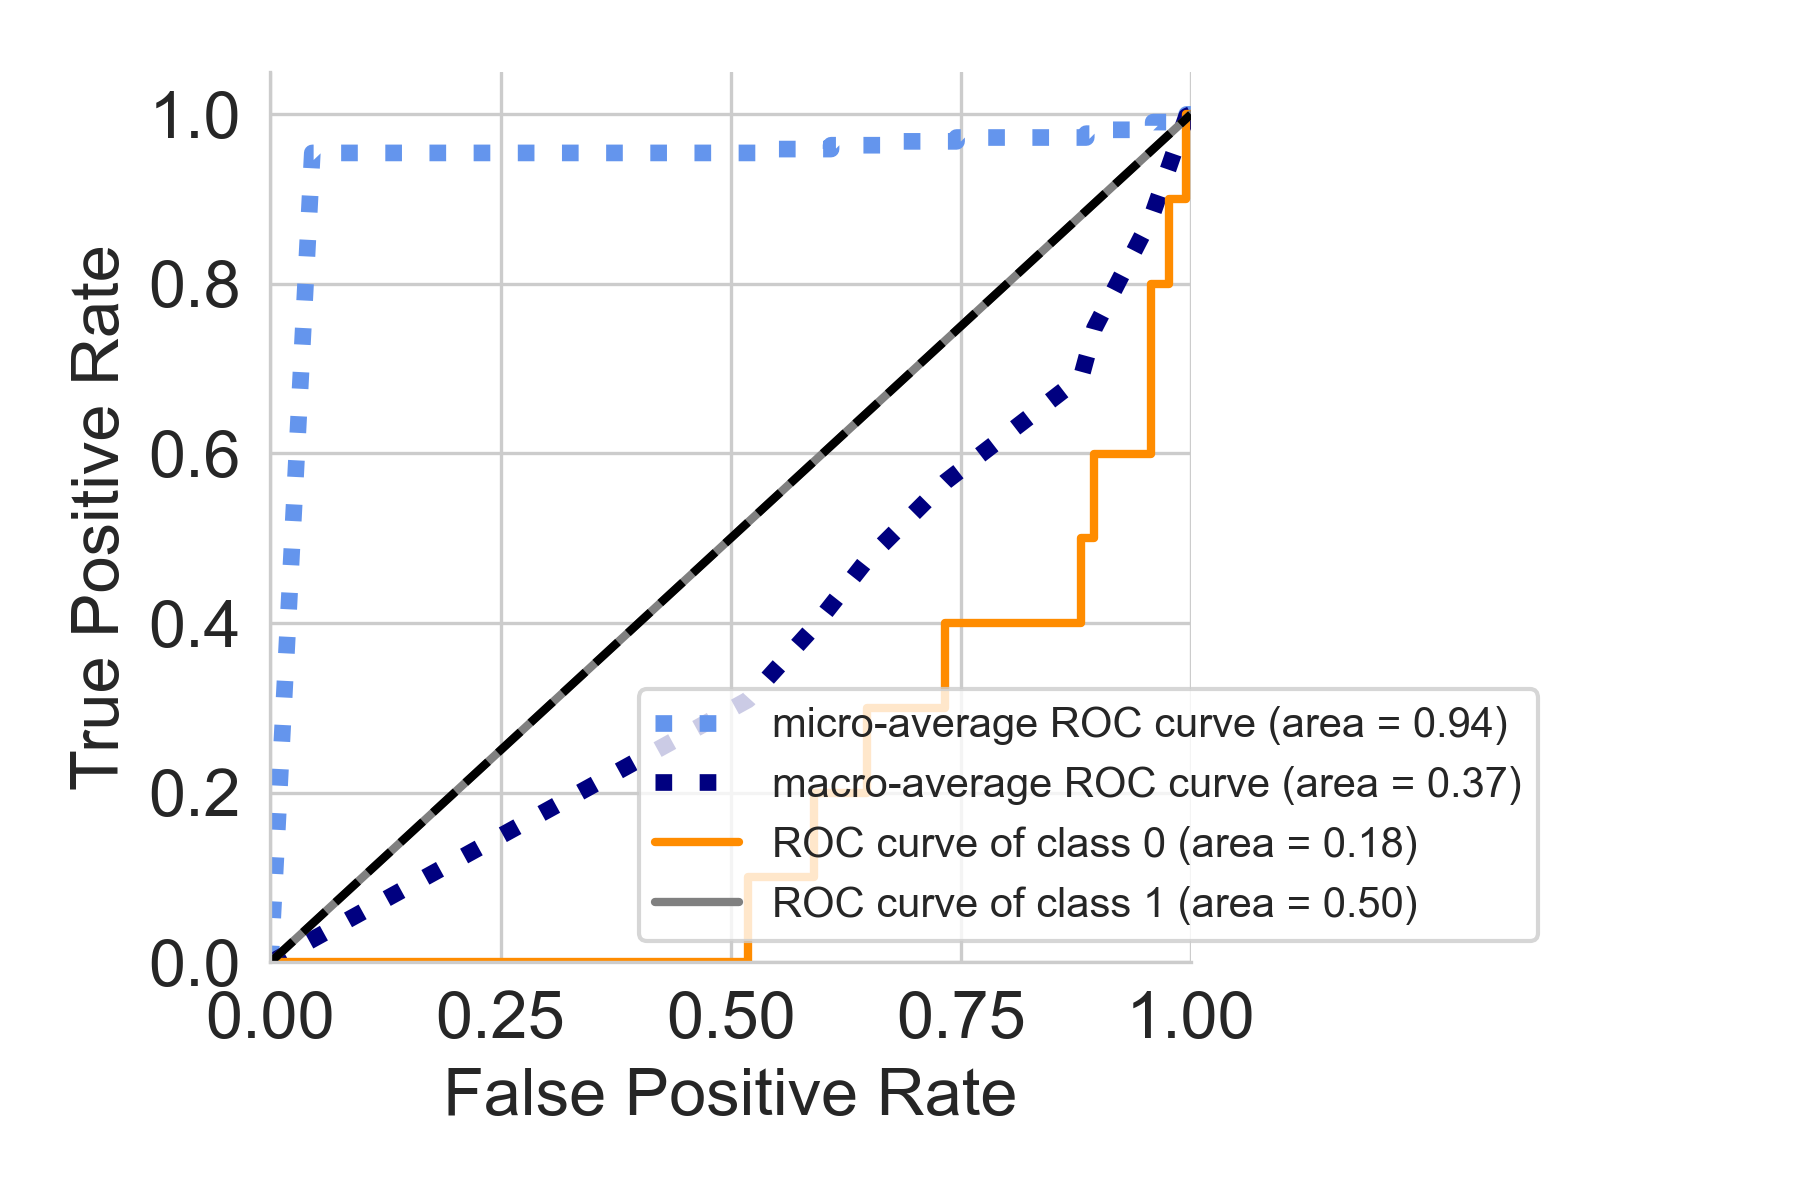 True Positive Rate
1.0
0.8
0.6
0.4
0.2
0.0
0.00 0.25 0.50 0.75 1.00
False Positive Rate
micro-average ROC curve (area = 0.94)
macro-average ROC curve (area = 0.37)
ROC curve of class 0 (area = 0.18)
ROC curve of class 1 (area = 0.50)